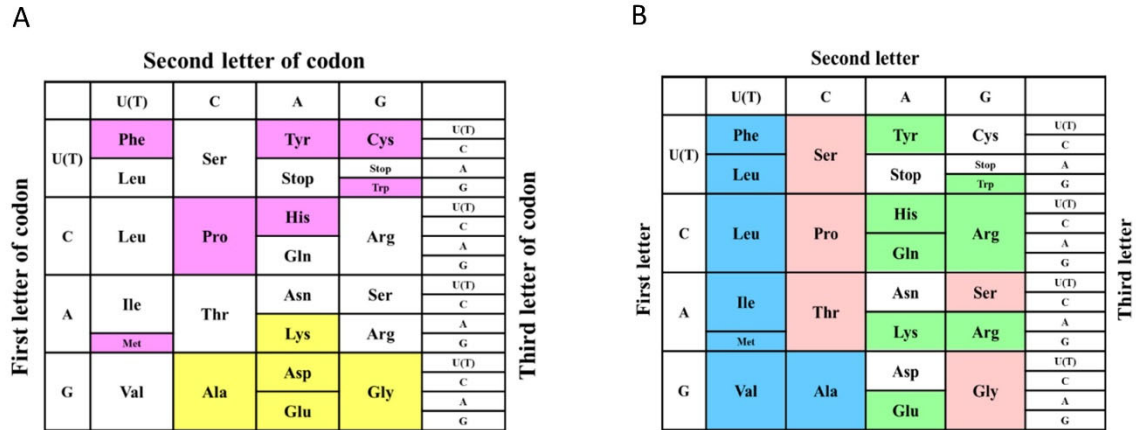 A
Second letter of codon
U(T) C A G
First letter of codon
Third letter of codon
U(T) Phe Ser Tyr Cys U(T)
C
Leu Stop Stop A
Trp G
C Leu Pro His Arg U(T)
C
Gln A
G
A Ile Thr Asn Ser U(T)
C
Lys Arg A
Met G
G Val Ala Asp Gly U(T)
C
Glu A
G
B
Second letter
U(T) C A G
First letter
Third letter
U(T) Phe Ser Tyr Cys U(T)
C
Leu Stop Stop A
Trp G
C Leu Pro His Arg U(T)
C
Gln A
G
A Ile Thr Asn Ser U(T)
C
Lys Arg A
Met G
G Val Ala Asp Gly U(T)
C
Glu A
G